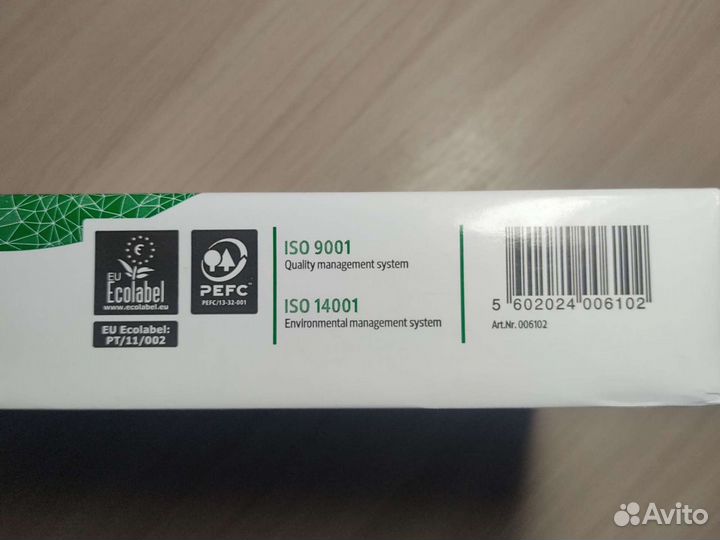 EU
Ecolabel
www.ecolabel.eu
EU Ecolabel:
PT/11/002
PEFC
PEFC/13-32-001
ISO 9001
Quality management system
ISO 14001
Environmental management system
5 602024 006102
Art.Nr. 006102
Avito